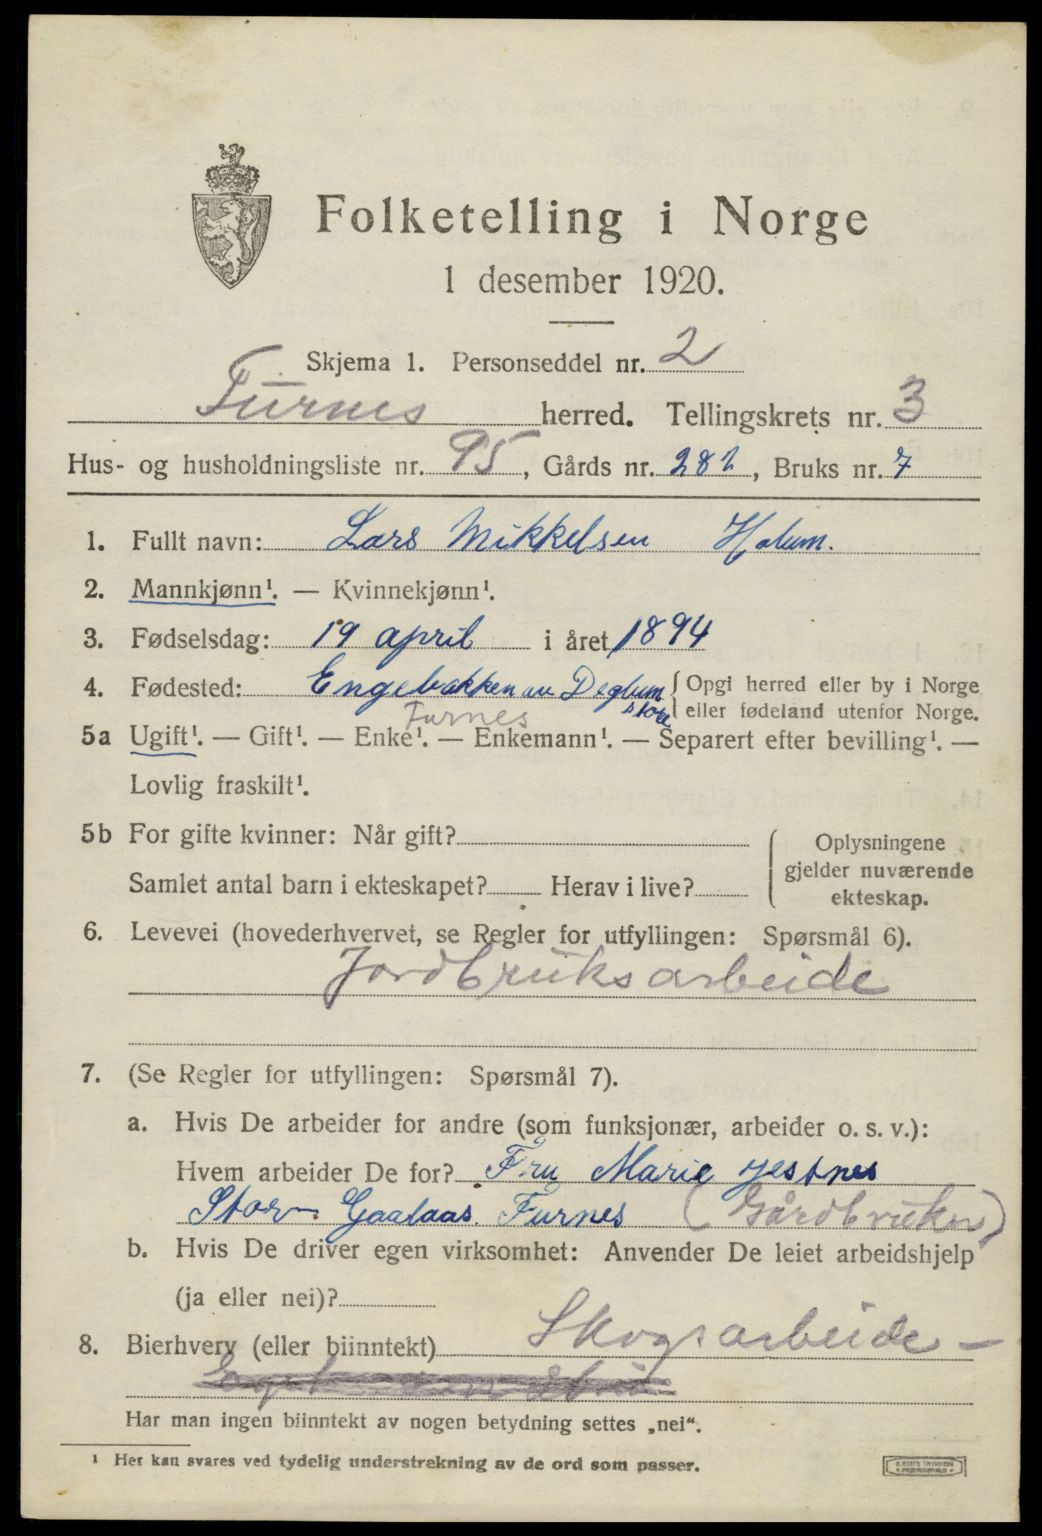 Folketelling i Norge
1 desember 1920.
Skjema 1. Personseddel nr. 2
Furnes herred. Tellingskrets nr. 3
Hus- og husholdningsliste nr. 95, Gårds nr. 282, Bruks nr. 7
1. Fullt navn: Lars Mikkelsen Holum.
2. Mannkjønn¹. — Kvinnekjønn¹.
3. Fødselsdag: 19 april i året 1894
4. Fødested: Engebakken av Deglum { Opgi herred eller by i Norge
store eller fødeland utenfor Norge.
Furnes
5a Ugift¹. — Gift¹. — Enke¹. — Enkemann¹. — Separert efter bevilling¹. —
Lovlig fraskilt¹.
5b For gifte kvinner: Når gift?
Samlet antal barn i ekteskapet? Herav i live?
Oplysningene
gjelder nuværende
ekteskap.
6. Levevei (hovederhvervet, se Regler for utfyllingen: Spørsmål 6).
Jordbruksarbeide
7. (Se Regler for utfyllingen: Spørsmål 7).
a. Hvis De arbeider for andre (som funksjonær, arbeider o. s. v.):
Hvem arbeider De for? Fru Marie Jestnes
Stor- Gaalaas. Furnes (Gårdbruker)
b. Hvis De driver egen virksomhet: Anvender De leiet arbeidshjelp
(ja eller nei)?
8. Bierhverv (eller biinntekt) Skogsarbeide —
Har man ingen biinntekt av nogen betydning settes „nei“.
¹ Her kan svares ved tydelig understrekning av de ord som passer.